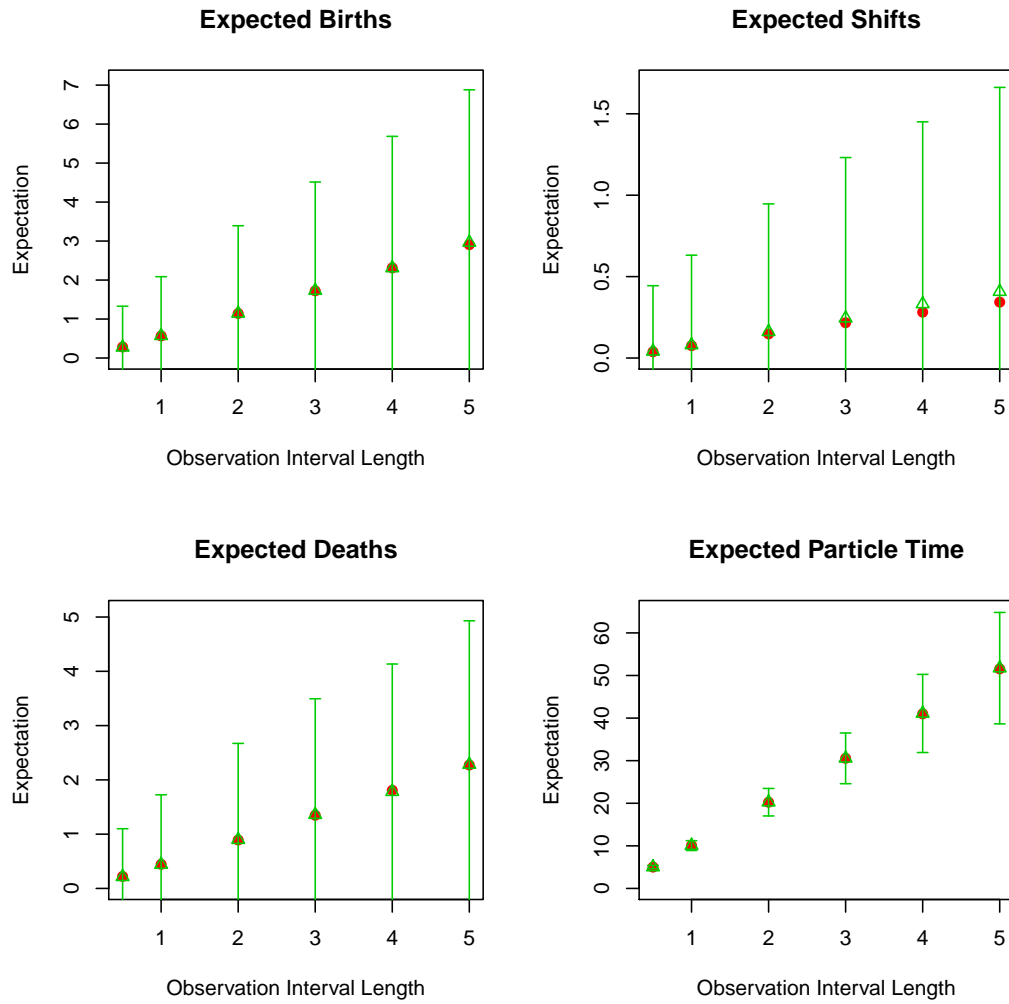 Expected Births
Expectation
0 1 2 3 4 5 6 7
1 2 3 4 5
Observation Interval Length
Expected Shifts
Expectation
0.0 0.5 1.0 1.5
1 2 3 4 5
Observation Interval Length
Expected Deaths
Expectation
0 1 2 3 4 5
1 2 3 4 5
Observation Interval Length
Expected Particle Time
Expectation
0 10 20 30 40 50 60
1 2 3 4 5
Observation Interval Length